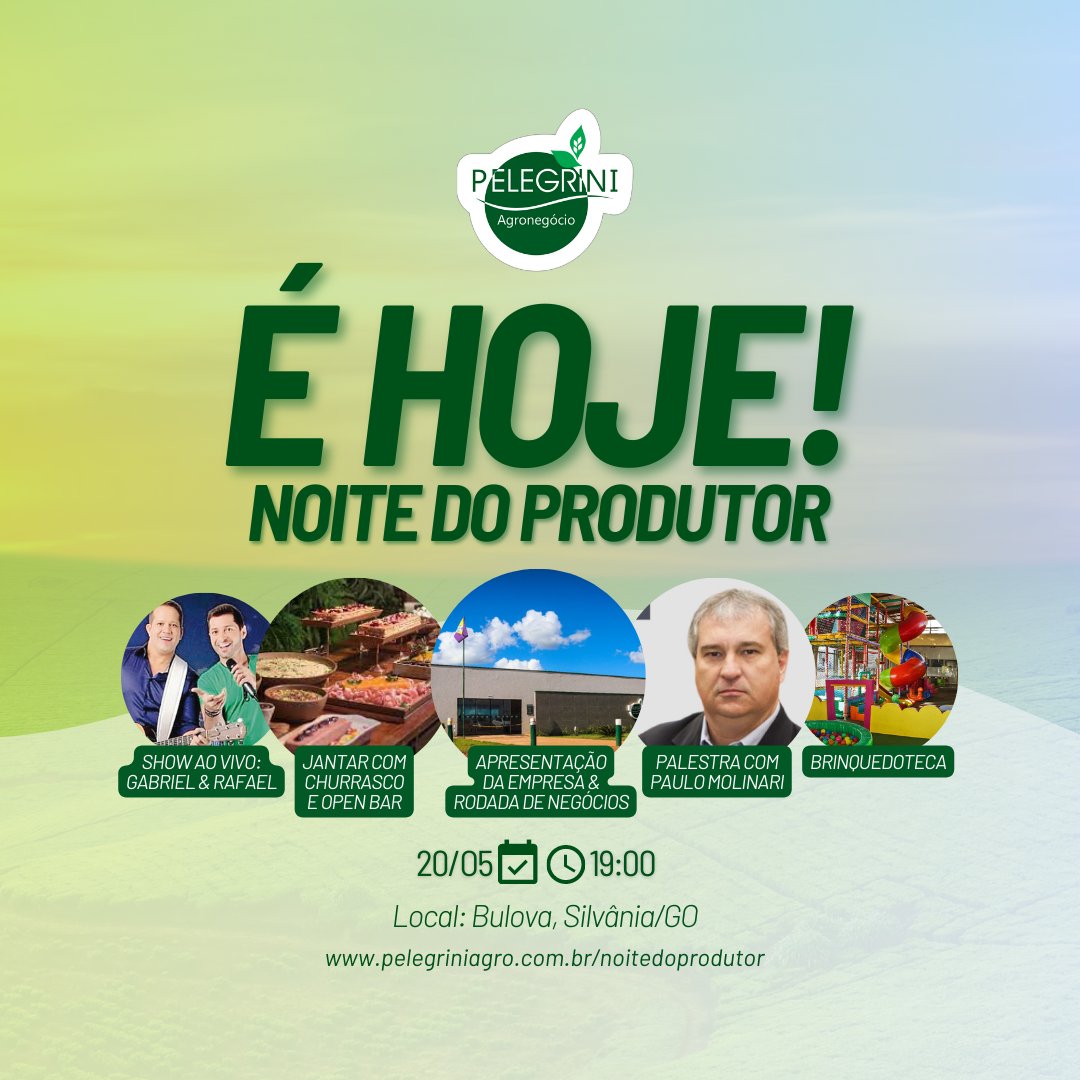 PELEGRINI
Agronegócio
É HOJE!
NOITE DO PRODUTOR
SHOW AO VIVO:
GABRIEL & RAFAEL
JANTAR COM
CHURRASCO
E OPEN BAR
APRESENTAÇÃO
DA EMPRESA &
RODADA DE NEGÓCIOS
PALESTRA COM
PAULO MOLINARI
BRINQUEDOTECA
20/05 19:00
Local: Bulova, Silvânia/GO
www.pelegriniagro.com.br/noitedoprodutor